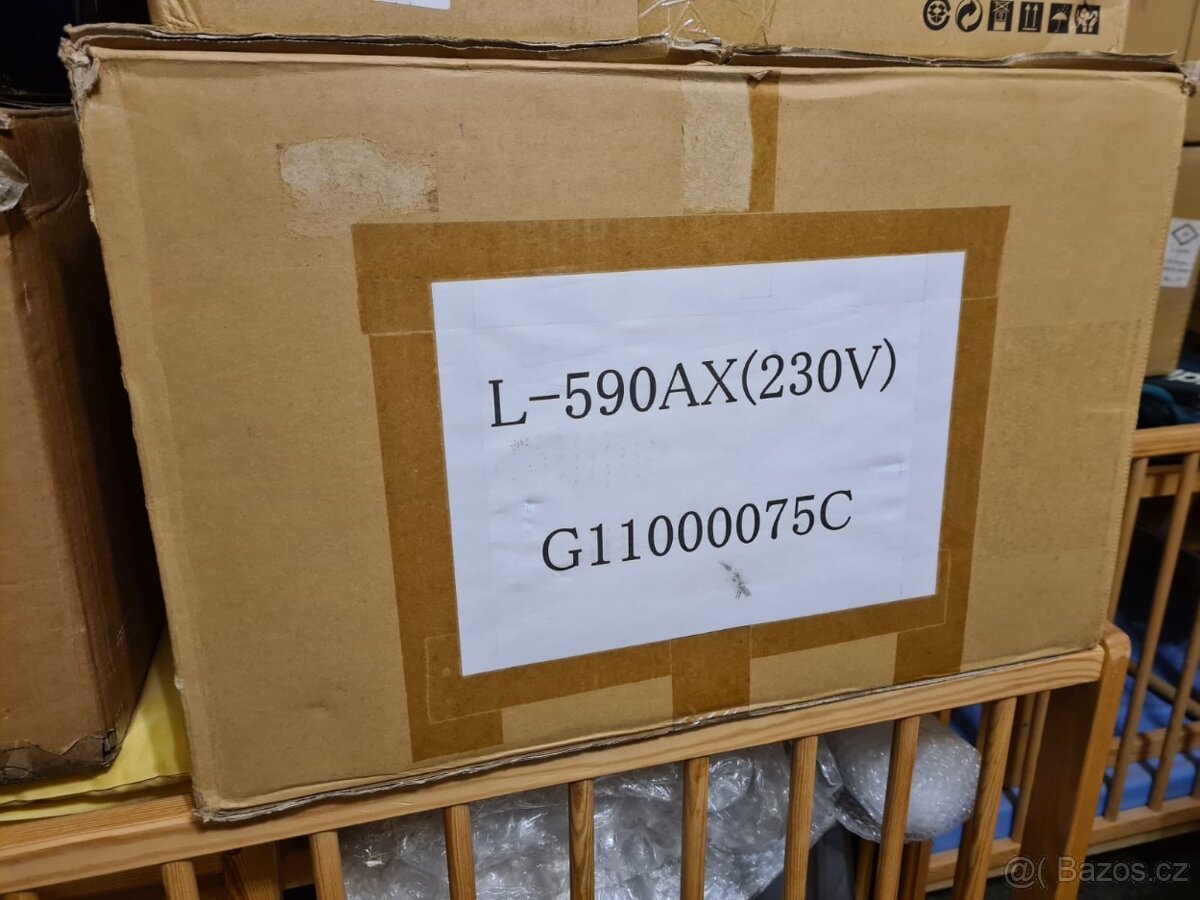 L-590AX(230V)
G11000075C
@( Bazos.cz